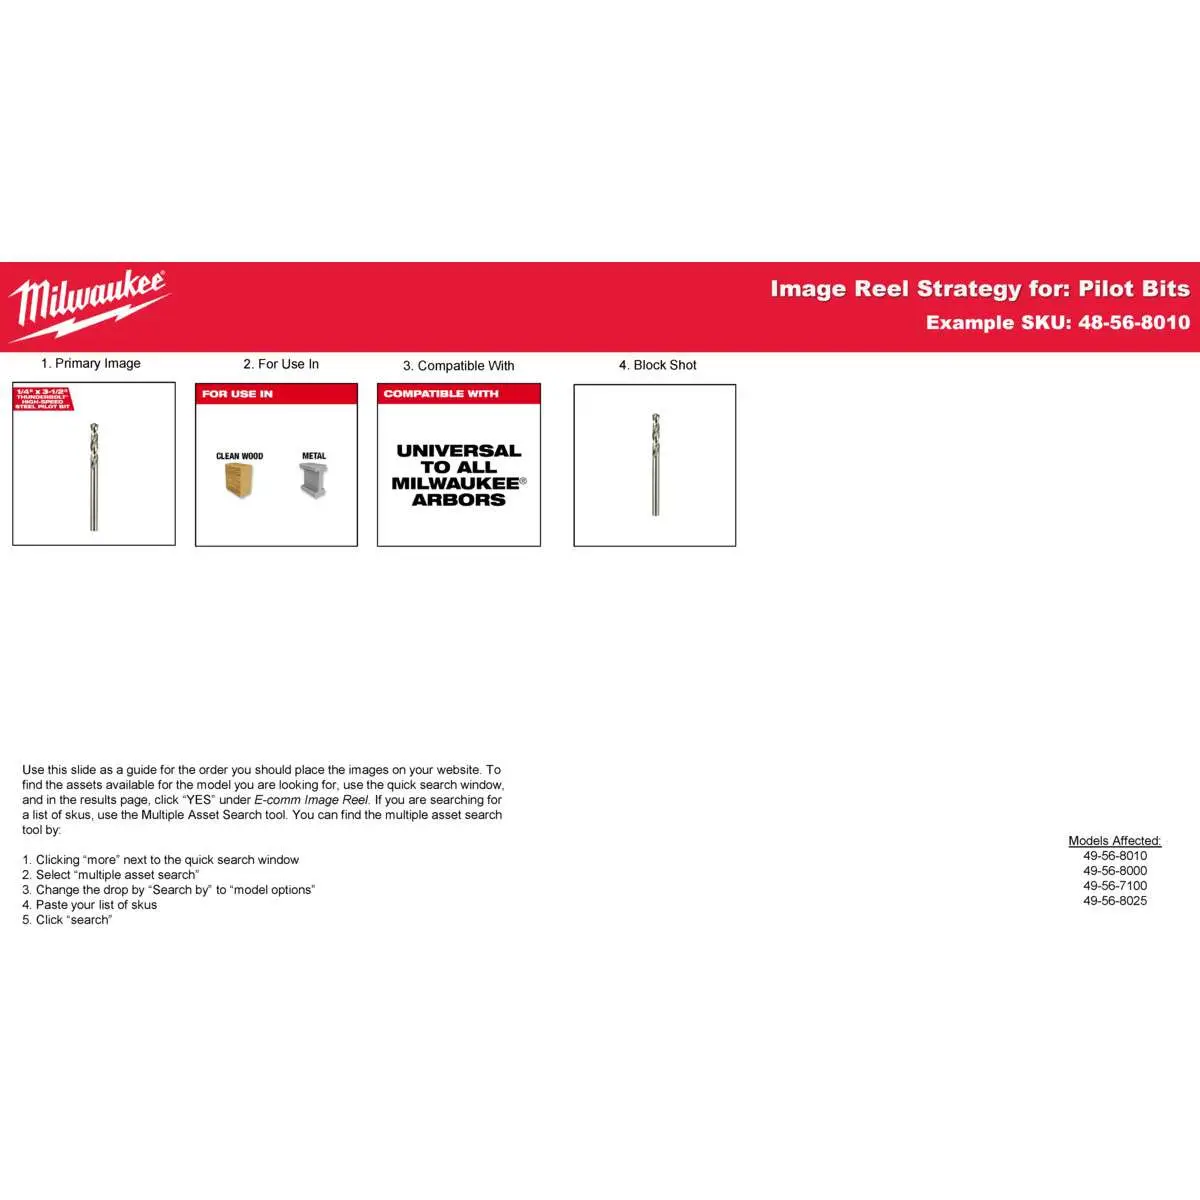 Milwaukee®
Image Reel Strategy for: Pilot Bits
Example SKU: 48-56-8010
1. Primary Image
2. For Use In
3. Compatible With
4. Block Shot
1/4" x 3-1/2"
THUNDERBOLT®
HIGH-SPEED
STEEL PILOT BIT
FOR USE IN
CLEAN WOOD
METAL
COMPATIBLE WITH
UNIVERSAL
TO ALL
MILWAUKEE®
ARBORS
Use this slide as a guide for the order you should place the images on your website. To
find the assets available for the model you are looking for, use the quick search window,
and in the results page, click “YES” under E-comm Image Reel. If you are searching for
a list of skus, use the Multiple Asset Search tool. You can find the multiple asset search
tool by:
1. Clicking “more” next to the quick search window
2. Select “multiple asset search”
3. Change the drop by “Search by” to “model options”
4. Paste your list of skus
5. Click “search”
Models Affected:
49-56-8010
49-56-8000
49-56-7100
49-56-8025